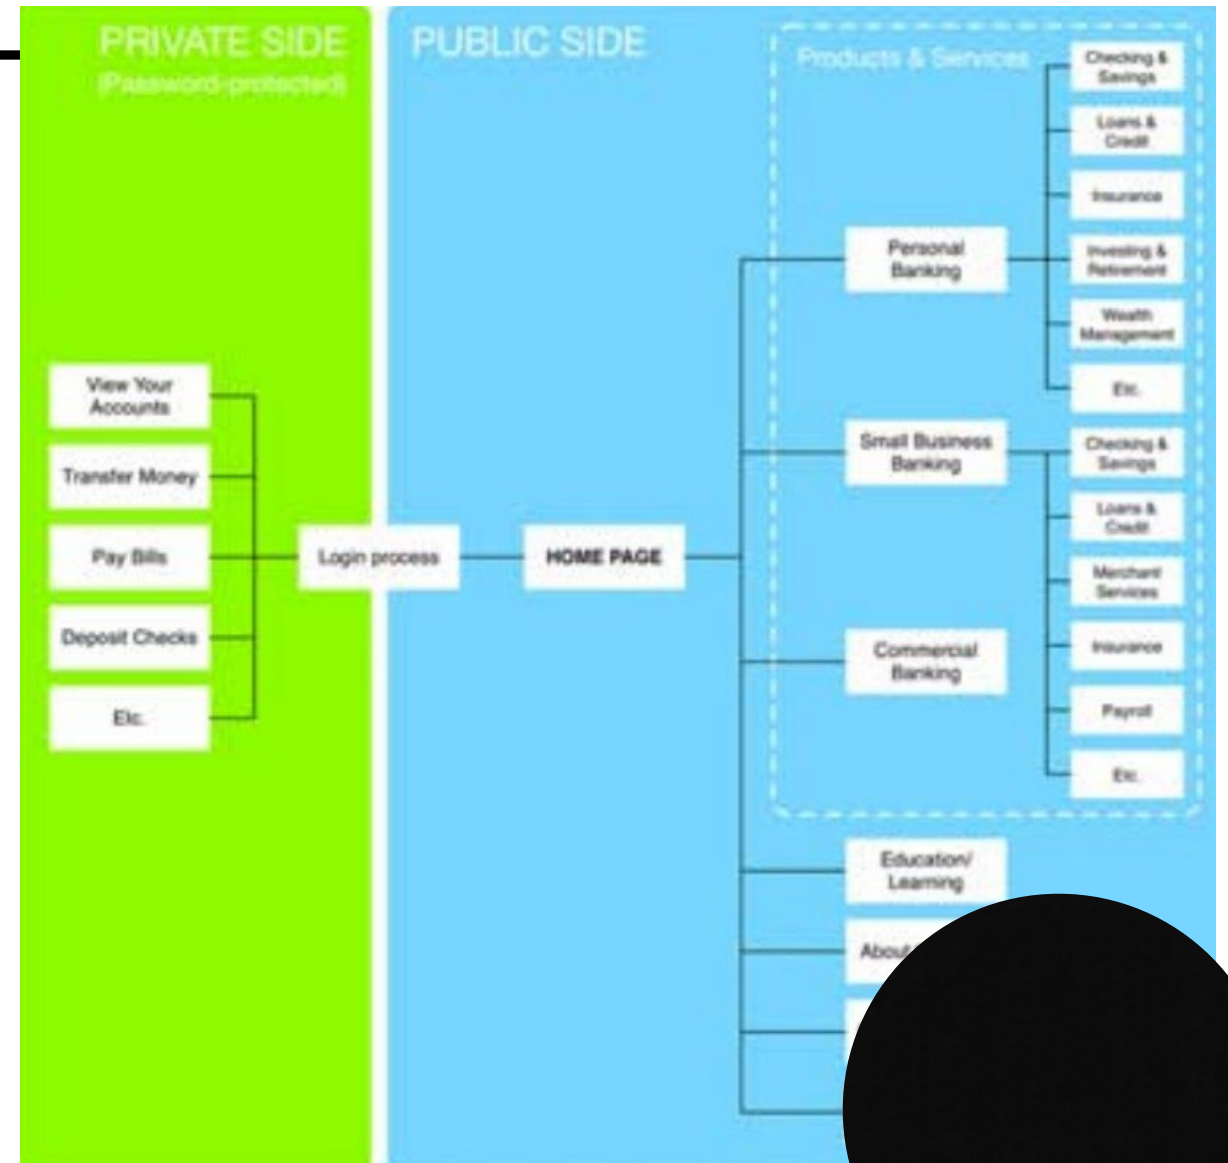 PRIVATE SIDE
(Password-protected)
View Your
Accounts
Transfer Money
Pay Bills
Deposit Checks
Etc.
Login process
PUBLIC SIDE
HOME PAGE
Products & Services
Personal
Banking
Checking &
Savings
Loans &
Credit
Insurance
Investing &
Retirement
Wealth
Management
Etc.
Small Business
Banking
Checking &
Savings
Loans &
Credit
Merchant
Services
Insurance
Payroll
Etc.
Commercial
Banking
Education/
Learning
About